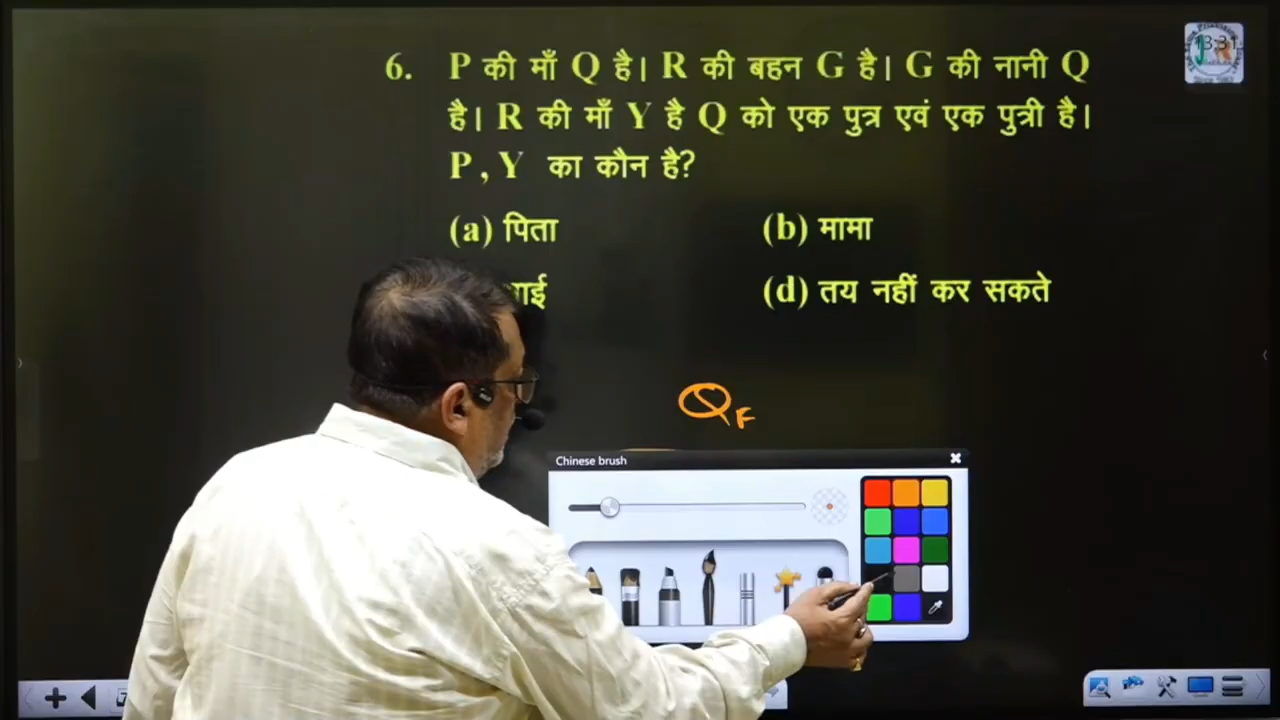 6. P की माँ Q है। R की बहन G है। G की नानी Q
है। R की माँ Y है Q को एक पुत्र एवं एक पुत्री है।
P, Y का कौन है?
(a) पिता (b) मामा
(d) तय नहीं कर सकते
Q F
Chinese brush